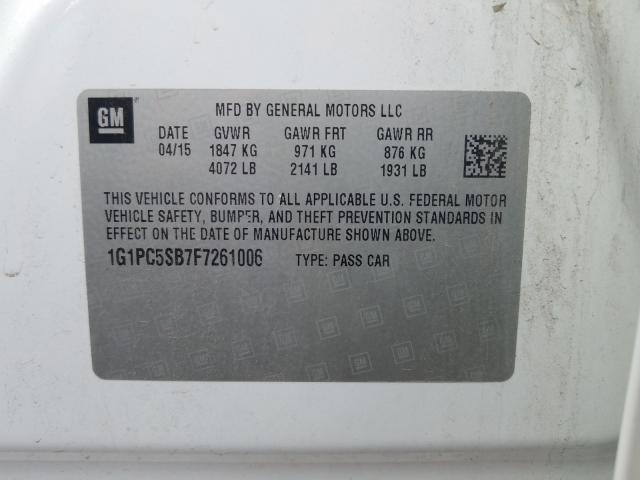 GM
MFD BY GENERAL MOTORS LLC
DATE GVWR GAWR FRT GAWR RR
04/15 1847 KG 971 KG 876 KG
4072 LB 2141 LB 1931 LB
THIS VEHICLE CONFORMS TO ALL APPLICABLE U.S. FEDERAL MOTOR
VEHICLE SAFETY, BUMPER, AND THEFT PREVENTION STANDARDS IN
EFFECT ON THE DATE OF MANUFACTURE SHOWN ABOVE.
1G1PC5SB7F7261006 TYPE: PASS CAR